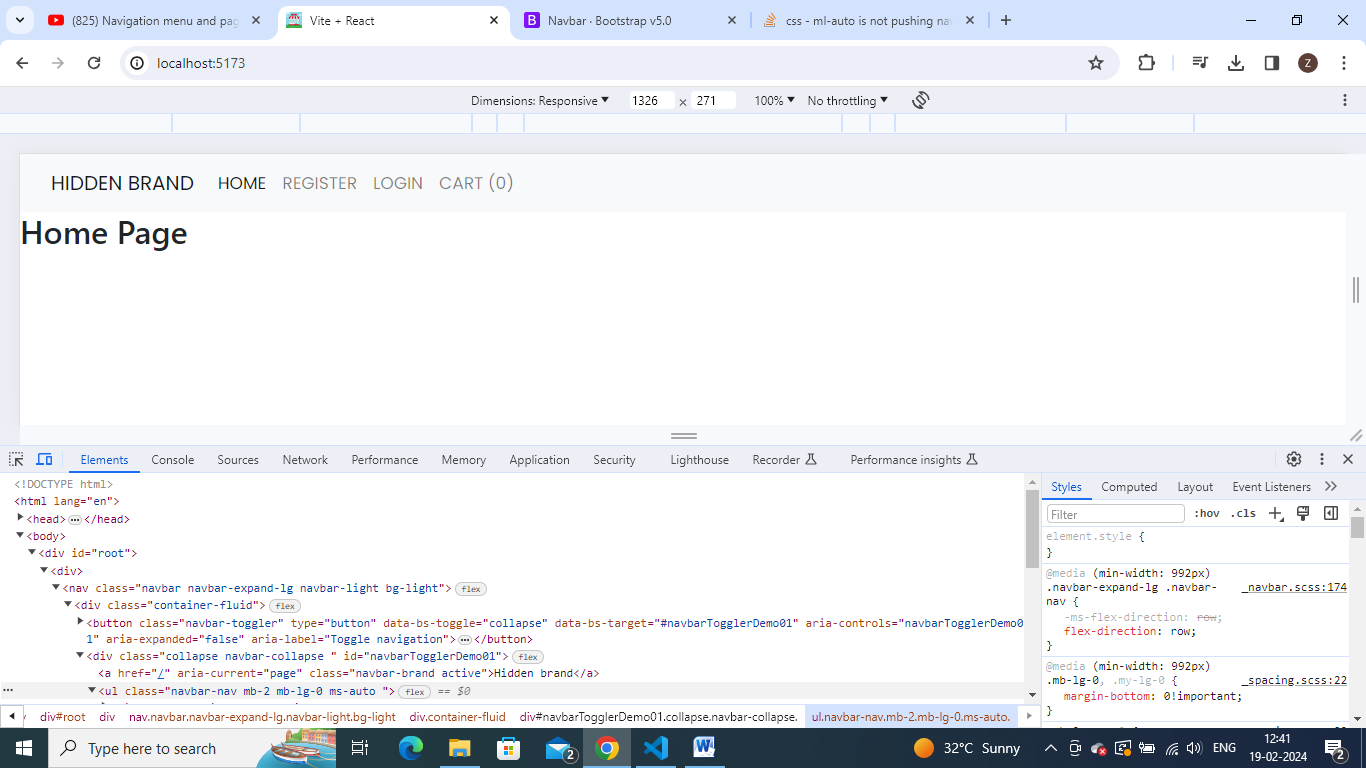 (825) Navigation menu and pag
Vite + React
Navbar · Bootstrap v5.0
css - ml-auto is not pushing nav
localhost:5173
Z
Dimensions: Responsive
1326 × 271
100%
No throttling
HIDDEN BRAND HOME REGISTER LOGIN CART (0)
Home Page
Elements Console Sources Network Performance Memory Application Security Lighthouse Recorder Performance insights
<!DOCTYPE html>
<html lang="en">
<head> ⋯ </head>
<body>
<div id="root">
<div>
<nav class="navbar navbar-expand-lg navbar-light bg-light"> flex
<div class="container-fluid"> flex
<button class="navbar-toggler" type="button" data-bs-toggle="collapse" data-bs-target="#navbarTogglerDemo01" aria-controls="navbarTogglerDemo0
1" aria-expanded="false" aria-label="Toggle navigation"> ⋯ </button>
<div class="collapse navbar-collapse " id="navbarTogglerDemo01"> flex
<a href="/" aria-current="page" class="navbar-brand active">Hidden brand</a>
<ul class="navbar-nav mb-2 mb-lg-0 ms-auto "> flex == $0
div#root div nav.navbar.navbar-expand-lg.navbar-light.bg-light div.container-fluid div#navbarTogglerDemo01.collapse.navbar-collapse. ul.navbar-nav.mb-2.mb-lg-0.ms-auto.
Styles Computed Layout Event Listeners
Filter :hov .cls
element.style {
}
@media (min-width: 992px)
.navbar-expand-lg .navbar- _navbar.scss:174
nav {
-ms-flex-direction: row;
flex-direction: row;
}
@media (min-width: 992px)
.mb-lg-0, .my-lg-0 { _spacing.scss:22
margin-bottom: 0!important;
}
Type here to search
2
32°C Sunny
ENG
12:41
19-02-2024
2